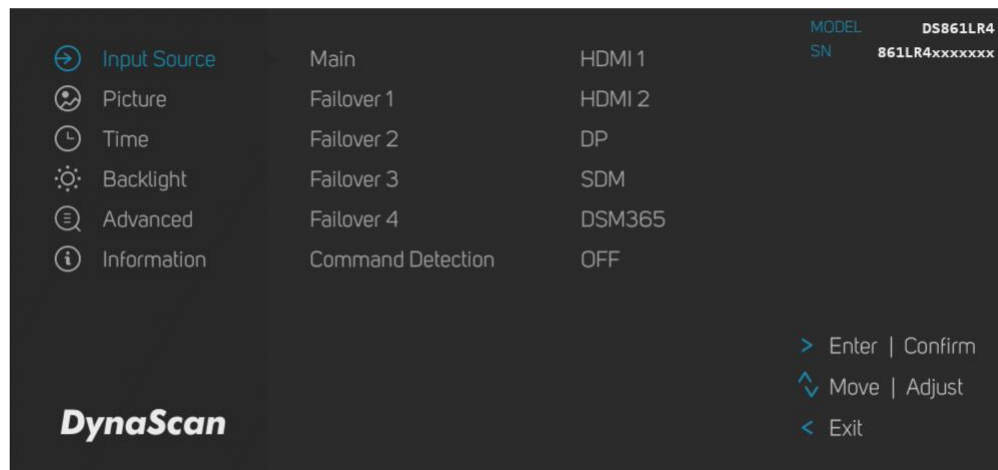 MODEL DS861LR4
SN 861LR4xxxxxxx
Input Source Main HDMI 1
Picture Failover 1 HDMI 2
Time Failover 2 DP
Backlight Failover 3 SDM
Advanced Failover 4 DSM365
Information Command Detection OFF
> Enter | Confirm
Move | Adjust
< Exit
DynaScan